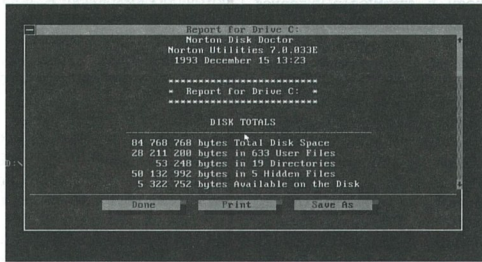 Report for Drive C:
Norton Disk Doctor
Norton Utilities 7.0.033E
1993 December 15 13:23
*************************
* Report for Drive C: *
*************************
DISK TOTALS
84 768 768 bytes Total Disk Space
28 211 200 bytes in 633 User Files
53 248 bytes in 19 Directories
50 132 992 bytes in 5 Hidden Files
5 322 752 bytes Available on the Disk
D:\
Done Print Save As